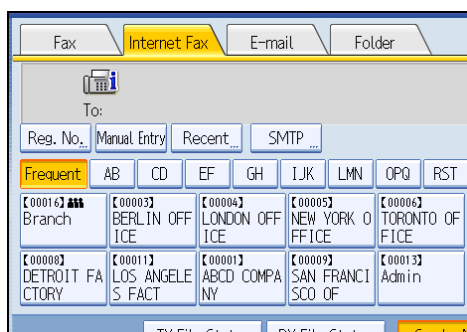 Fax Internet Fax E-mail Folder
To:
Reg. No. Manual Entry Recent SMTP
Frequent AB CD EF GH IJK LMN OPQ RST
【00016】 【00003】 【00004】 【00005】 【00006】
Branch BERLIN OFF LONDON OFF NEW YORK O TORONTO OF
ICE ICE FFICE FICE
【00008】 【00011】 【00001】 【00009】 【00013】
DETROIT FA LOS ANGELE ABCD COMPA SAN FRANCI Admin
CTORY S FACT NY SCO OF